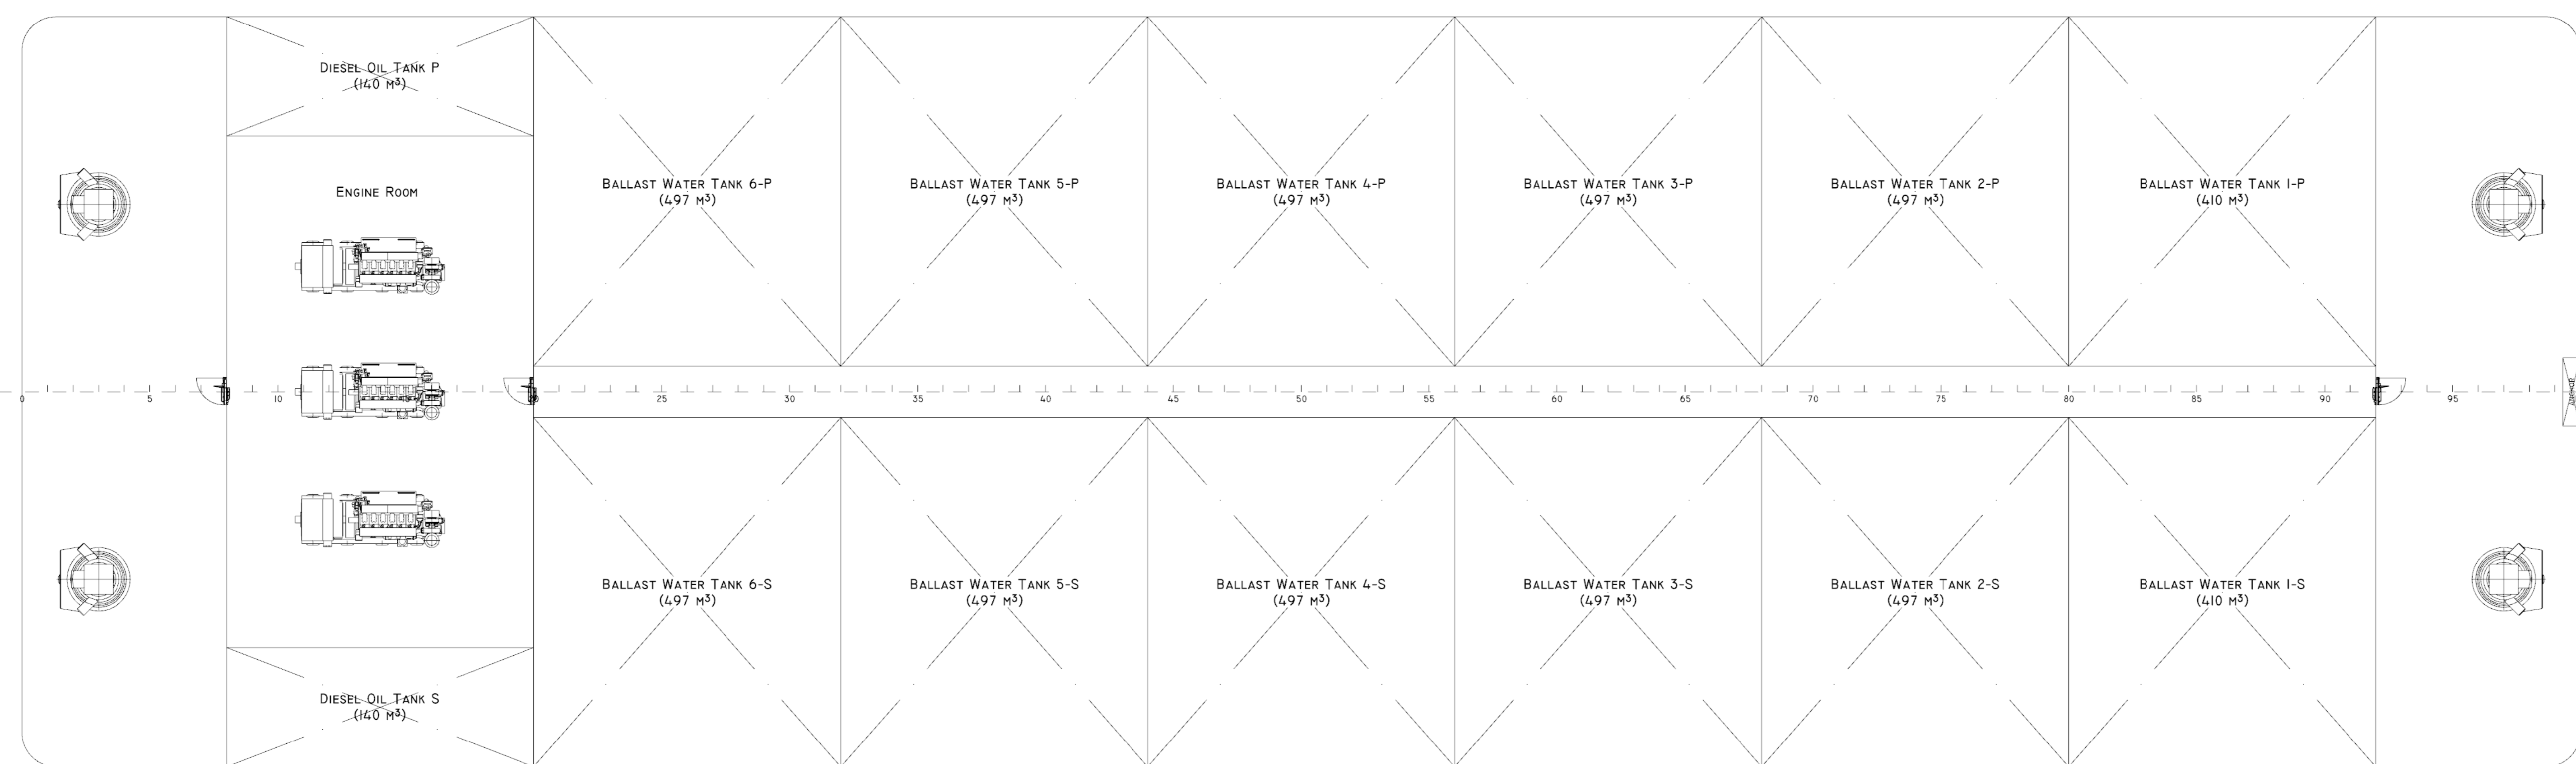 DIESEL OIL TANK P
(140 M³)
ENGINE ROOM
BALLAST WATER TANK 6-P
(497 M³)
BALLAST WATER TANK 5-P
(497 M³)
BALLAST WATER TANK 4-P
(497 M³)
BALLAST WATER TANK 3-P
(497 M³)
BALLAST WATER TANK 2-P
(497 M³)
BALLAST WATER TANK 1-P
(410 M³)
0 5 10 25 30 35 40 45 50 55 60 65 70 75 80 85 90 95
BALLAST WATER TANK 6-S
(497 M³)
BALLAST WATER TANK 5-S
(497 M³)
BALLAST WATER TANK 4-S
(497 M³)
BALLAST WATER TANK 3-S
(497 M³)
BALLAST WATER TANK 2-S
(497 M³)
BALLAST WATER TANK 1-S
(410 M³)
DIESEL OIL TANK S
(140 M³)